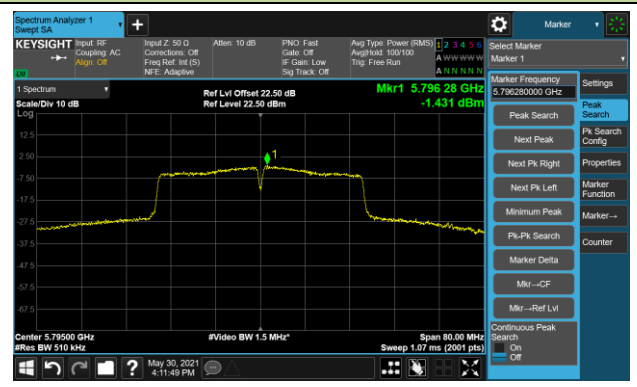 Spectrum Analyzer 1
Swept SA
Marker
KEYSIGHT
Input: RF
Coupling: AC
Align: Off
Input Z: 50 Ω
Corrections: Off
Freq Ref: Int (S)
NFE: Adaptive
Atten: 10 dB
PNO: Fast
Gate: Off
IF Gain: Low
Sig Track: Off
Avg Type: Power (RMS)
Avg|Hold: 100/100
Trig: Free Run
1 2 3 4 5 6
A W W W W W
A N N N N N
Select Marker
Marker 1
LXI
1 Spectrum
Scale/Div 10 dB
Log
Ref Lvl Offset 22.50 dB
Ref Level 22.50 dBm
Mkr1 5.796 28 GHz
-1.431 dBm
12.5
2.50
-7.50
-17.5
-27.5
-37.5
-47.5
-57.5
-67.5
1
Center 5.79500 GHz
#Res BW 510 kHz
#Video BW 1.5 MHz*
Span 80.00 MHz
Sweep 1.07 ms (2001 pts)
Marker Frequency
5.796280000 GHz
Peak Search
Next Peak
Next Pk Right
Next Pk Left
Minimum Peak
Pk-Pk Search
Marker Delta
Mkr→CF
Mkr→Ref Lvl
Continuous Peak
Search
On
Off
Settings
Peak
Search
Pk Search
Config
Properties
Marker
Function
Marker→
Counter
?
May 30, 2021
4:11:49 PM